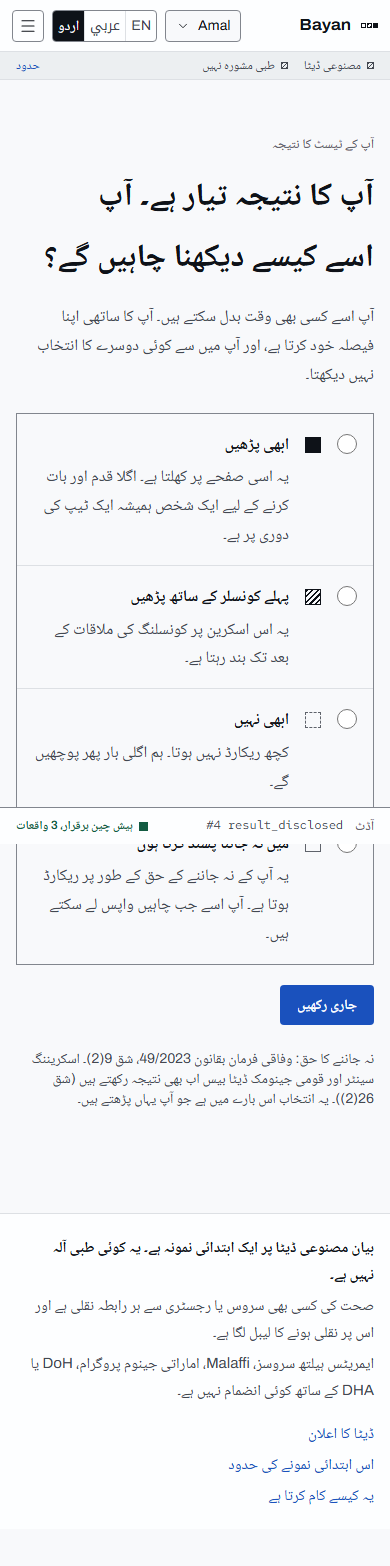 Bayan
Amal
EN عربي اردو
مصنوعی ڈیٹا طبی مشورہ نہیں حدود
آپ کے ٹیسٹ کا نتیجہ
آپ کا نتیجہ تیار ہے۔ آپ
اسے کیسے دیکھنا چاہیں گے؟
آپ اسے کسی بھی وقت بدل سکتے ہیں۔ آپ کا ساتھی اپنا
فیصلہ خود کرتا ہے، اور آپ میں سے کوئی دوسرے کا انتخاب
نہیں دیکھتا۔
ابھی پڑھیں
یہ اسی صفحے پر کھلتا ہے۔ اگلا قدم اور بات
کرنے کے لیے ایک شخص ہمیشہ ایک ٹیپ کی
دوری پر ہے۔
پہلے کونسلر کے ساتھ پڑھیں
یہ اس اسکرین پر کونسلنگ کی ملاقات کے
بعد تک بند رہتا ہے۔
ابھی نہیں
کچھ ریکارڈ نہیں ہوتا۔ ہم اگلی بار پھر پوچھیں
گے۔
آڈٹ #4 result_disclosed ہیش چین برقرار، 3 واقعات
میں نہ جاننا پسند کرتا ہوں
یہ آپ کے نہ جاننے کے حق کے طور پر ریکارڈ
ہوتا ہے۔ آپ اسے جب چاہیں واپس لے سکتے
ہیں۔
جاری رکھیں
نہ جاننے کا حق: وفاقی فرمان بقانون 49/2023، شق 9(2)۔ اسکریننگ
سینٹر اور قومی جینومک ڈیٹا بیس اب بھی نتیجہ رکھتے ہیں (شق
26(2))۔ یہ انتخاب اس بارے میں ہے جو آپ یہاں پڑھتے ہیں۔
بیان مصنوعی ڈیٹا پر ایک ابتدائی نمونہ ہے۔ یہ کوئی طبی آلہ
نہیں ہے۔
صحت کی کسی بھی سروس یا رجسٹری سے ہر رابطہ نقلی ہے اور
اس پر نقلی ہونے کا لیبل لگا ہے۔
ایمریٹس ہیلتھ سروسز، Malaffi، اماراتی جینوم پروگرام، DoH یا
DHA کے ساتھ کوئی انضمام نہیں ہے۔
ڈیٹا کا اعلان
اس ابتدائی نمونے کی حدود
یہ کیسے کام کرتا ہے